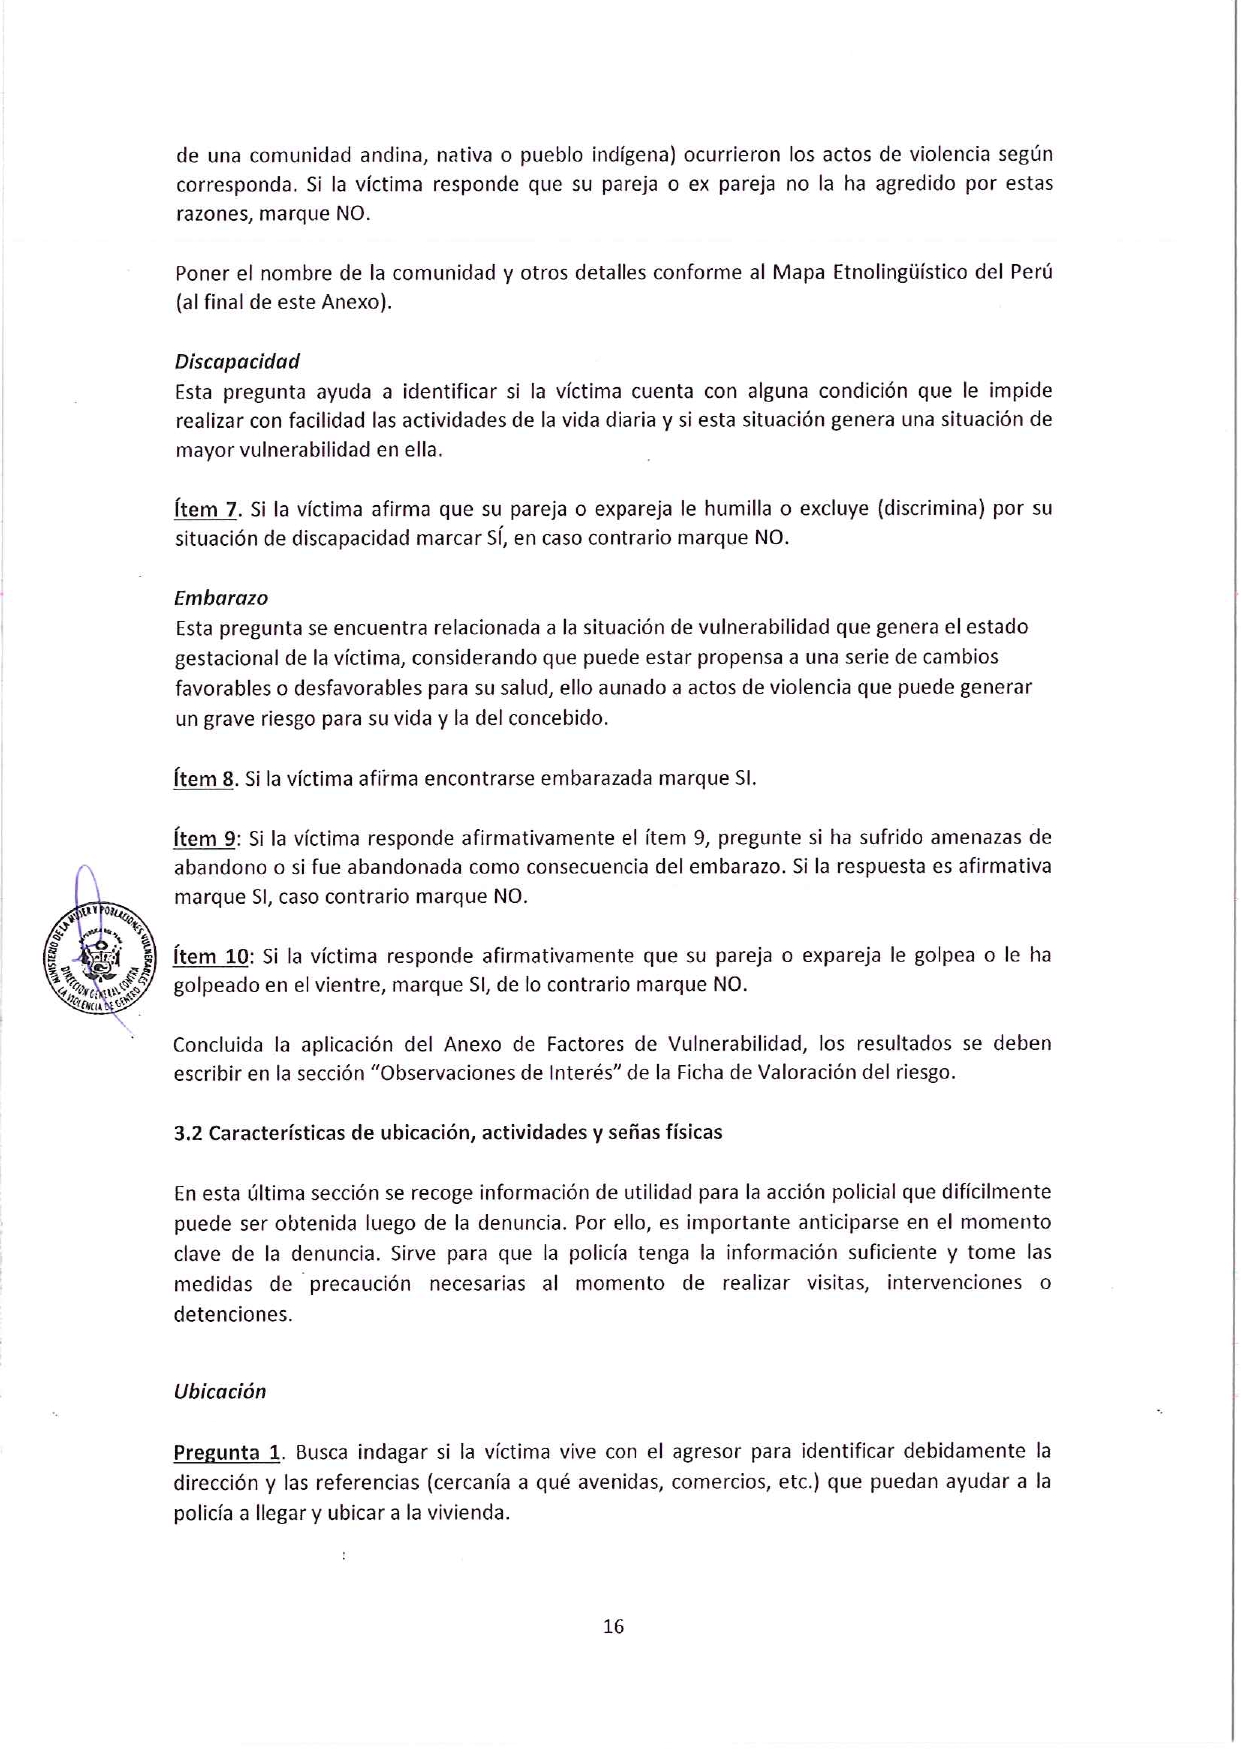 de una comunidad andina, nativa o pueblo indígena) ocurrieron los actos de violencia según
corresponda. Si la víctima responde que su pareja o ex pareja no la ha agredido por estas
razones, marque NO.
Poner el nombre de la comunidad y otros detalles conforme al Mapa Etnolingüístico del Perú
(al final de este Anexo).
Discapacidad
Esta pregunta ayuda a identificar si la víctima cuenta con alguna condición que le impide
realizar con facilidad las actividades de la vida diaria y si esta situación genera una situación de
mayor vulnerabilidad en ella.
Ítem 7. Si la víctima afirma que su pareja o expareja le humilla o excluye (discrimina) por su
situación de discapacidad marcar SÍ, en caso contrario marque NO.
Embarazo
Esta pregunta se encuentra relacionada a la situación de vulnerabilidad que genera el estado
gestacional de la víctima, considerando que puede estar propensa a una serie de cambios
favorables o desfavorables para su salud, ello aunado a actos de violencia que puede generar
un grave riesgo para su vida y la del concebido.
Ítem 8. Si la víctima afirma encontrarse embarazada marque SI.
Ítem 9: Si la víctima responde afirmativamente el ítem 9, pregunte si ha sufrido amenazas de
abandono o si fue abandonada como consecuencia del embarazo. Si la respuesta es afirmativa
marque SI, caso contrario marque NO.
MINISTERIO DE LA MUJER Y POBLACIONES VULNERABLES
DIRECCIÓN GENERAL CONTRA
LA VIOLENCIA DE GÉNERO
Ítem 10: Si la víctima responde afirmativamente que su pareja o expareja le golpea o le ha
golpeado en el vientre, marque SI, de lo contrario marque NO.
Concluida la aplicación del Anexo de Factores de Vulnerabilidad, los resultados se deben
escribir en la sección "Observaciones de Interés" de la Ficha de Valoración del riesgo.
3.2 Características de ubicación, actividades y señas físicas
En esta última sección se recoge información de utilidad para la acción policial que difícilmente
puede ser obtenida luego de la denuncia. Por ello, es importante anticiparse en el momento
clave de la denuncia. Sirve para que la policía tenga la información suficiente y tome las
medidas de precaución necesarias al momento de realizar visitas, intervenciones o
detenciones.
Ubicación
Pregunta 1. Busca indagar si la víctima vive con el agresor para identificar debidamente la
dirección y las referencias (cercanía a qué avenidas, comercios, etc.) que puedan ayudar a la
policía a llegar y ubicar a la vivienda.
16